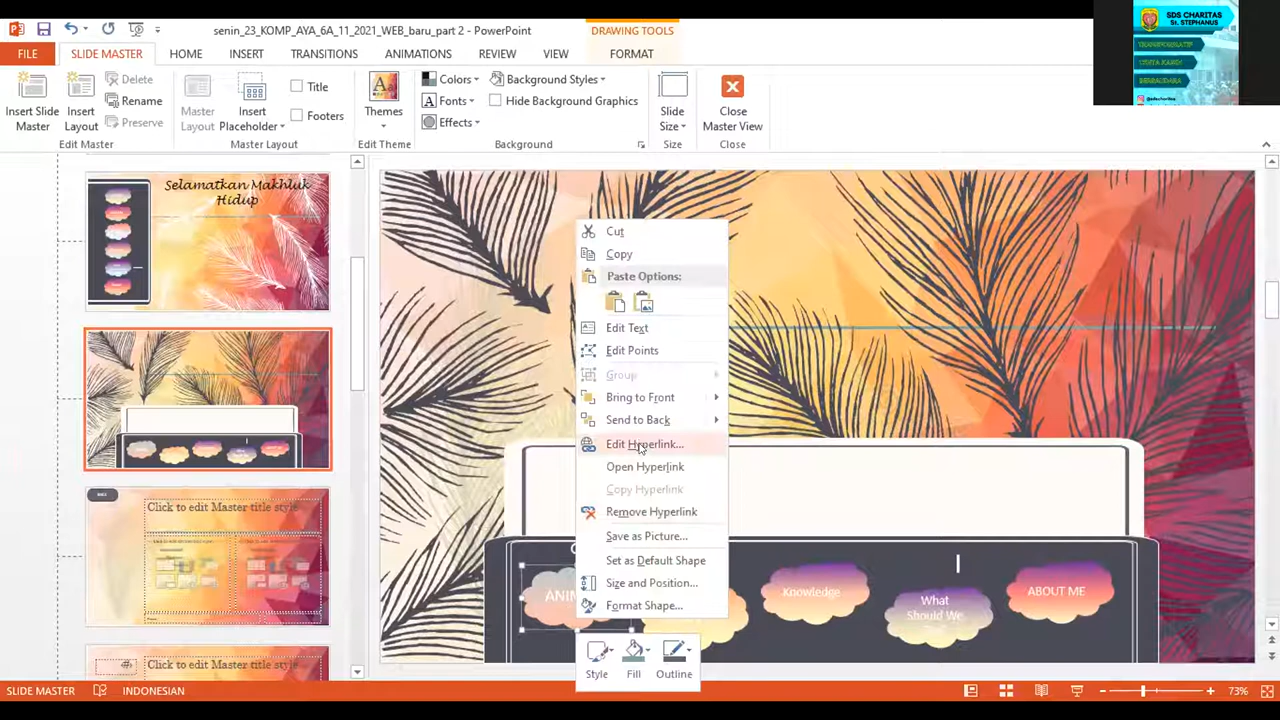 senin_23_KOMP_AYA_6A_11_2021_WEB_baru_part 2 - PowerPoint
DRAWING TOOLS
SDS CHARITAS
St. STEPHANUS
FILE
SLIDE MASTER
HOME
INSERT
TRANSITIONS
ANIMATIONS
REVIEW
VIEW
FORMAT
Insert Slide
Master
Insert
Layout
Delete
Rename
Preserve
Edit Master
Master
Layout
Insert
Placeholder
Title
Footers
Master Layout
Themes
Edit Theme
Colors
Fonts
Effects
Background Styles
Hide Background Graphics
Background
Slide
Size
Size
Close
Master View
Close
Selamatkan Makhluk
Hidup
Click to edit Master title style
Click to edit Master title style
Cut
Copy
Paste Options:
Edit Text
Edit Points
Group
Bring to Front
Send to Back
Edit Hyperlink...
Open Hyperlink
Copy Hyperlink
Remove Hyperlink
Save as Picture...
Set as Default Shape
Size and Position...
Format Shape...
Style
Fill
Outline
Knowledge
What
Should We
ABOUT ME
SLIDE MASTER
INDONESIAN
73%